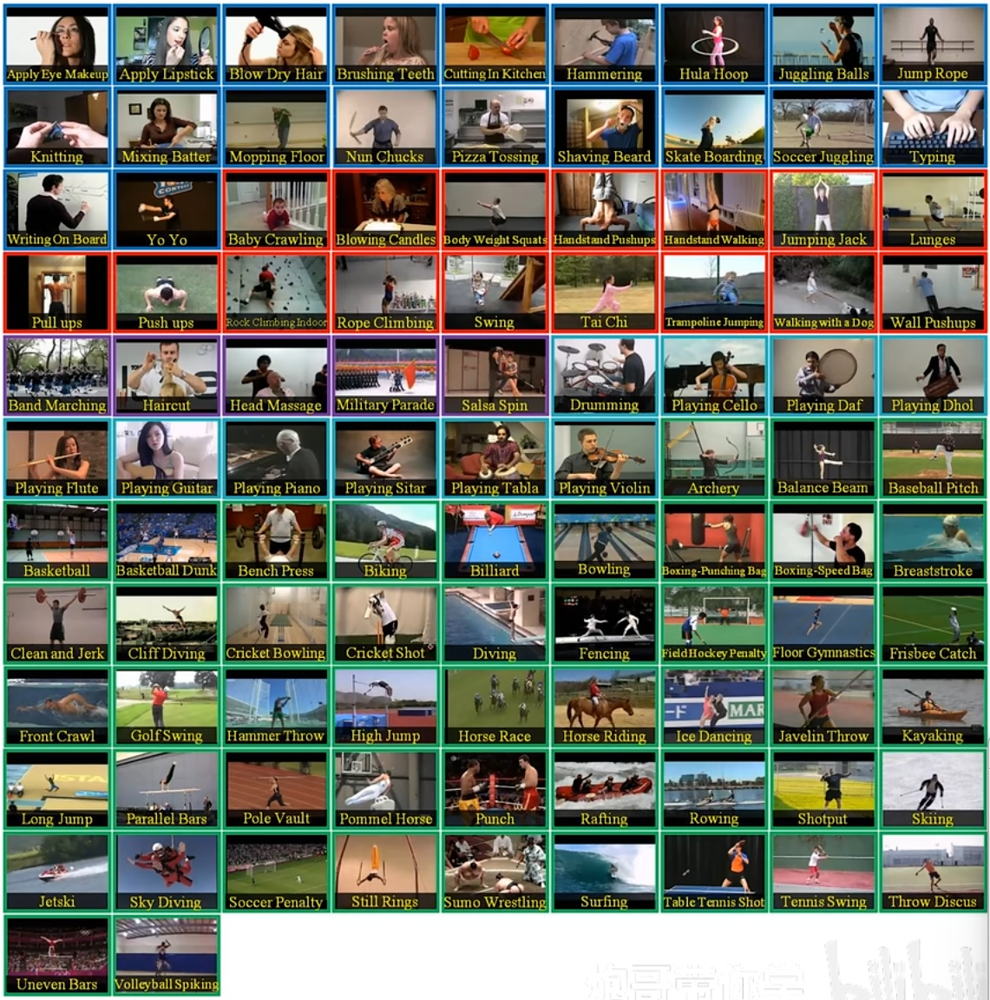 Apply Eye Makeup
Apply Lipstick
Blow Dry Hair
Brushing Teeth
Cutting In Kitchen
Hammering
Hula Hoop
Juggling Balls
Jump Rope
Knitting
Mixing Batter
Mopping Floor
Nun Chucks
Pizza Tossing
Shaving Beard
Skate Boarding
Soccer Juggling
Typing
Writing On Board
CONTEST
Yo Yo
Baby Crawling
Blowing Candles
Body Weight Squats
Handstand Pushups
Handstand Walking
Jumping Jack
Lunges
Pull ups
Push ups
Rock Climbing Indoor
Rope Climbing
Swing
Tai Chi
Trampoline Jumping
Walking with a Dog
Wall Pushups
Band Marching
Haircut
Head Massage
Military Parade
Salsa Spin
Drumming
Playing Cello
Playing Daf
Playing Dhol
Playing Flute
Playing Guitar
Playing Piano
Playing Sitar
Playing Tabla
Playing Violin
Archery
Balance Beam
Baseball Pitch
Basketball
Basketball Dunk
Bench Press
Biking
Billiard
Bowling
Boxing-Punching Bag
Boxing-Speed Bag
Breaststroke
Clean and Jerk
Cliff Diving
Cricket Bowling
Cricket Shot
Diving
Fencing
Field Hockey Penalty
Floor Gymnastics
Frisbee Catch
Front Crawl
Golf Swing
Hammer Throw
High Jump
Horse Race
Horse Riding
ード MAR
Ice Dancing
Javelin Throw
Kayaking
Long Jump
Parallel Bars
Pole Vault
Pommel Horse
Punch
Rafting
Rowing
Shotput
Skiing
Jetski
Sky Diving
Soccer Penalty
Still Rings
Sumo Wrestling
Surfing
Table Tennis Shot
Tennis Swing
Throw Discus
Uneven Bars
Volleyball Spiking
炮哥带你学 bilibili